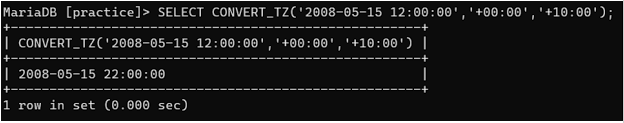 MariaDB [practice]> SELECT CONVERT_TZ('2008-05-15 12:00:00','+00:00','+10:00');
+-----------------------------------------------------+
| CONVERT_TZ('2008-05-15 12:00:00','+00:00','+10:00') |
+-----------------------------------------------------+
| 2008-05-15 22:00:00                                 |
+-----------------------------------------------------+
1 row in set (0.000 sec)